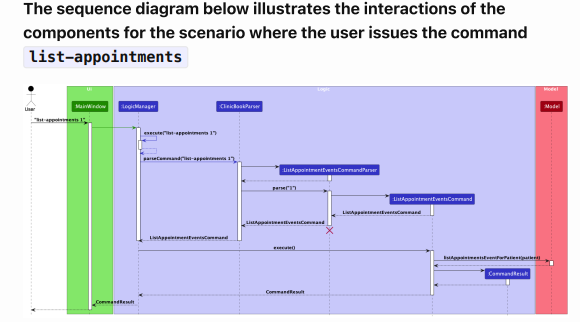 The sequence diagram below illustrates the interactions of the
components for the scenario where the user issues the command
list-appointments
UI
Logic
Model
User
:MainWindow
:LogicManager
:ClinicBookParser
:Model
"list-appointments 1"
execute("list-appointments 1")
parseCommand("list-appointments 1")
:ListAppointmentEventsCommandParser
parse("1")
:ListAppointmentEventsCommand
ListAppointmentEventsCommand
ListAppointmentEventsCommand
ListAppointmentEventsCommand
execute()
listAppointmentsEventForPatient(patient)
:CommandResult
CommandResult
CommandResult